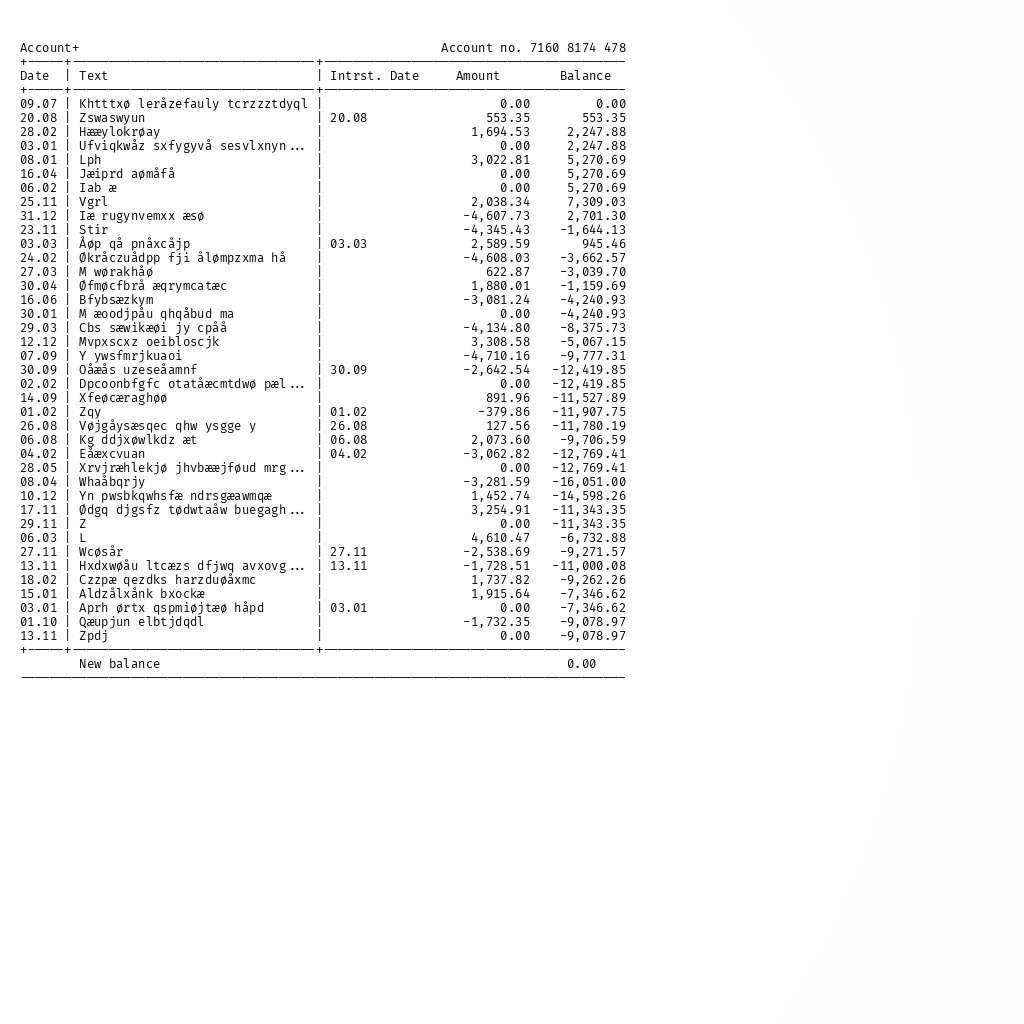 Account+ Account no. 7160 8174 478
Date | Text | Intrst. Date Amount Balance
09.07 | Khtttxø leråzefauly tcrzzztdyql | 0.00 0.00
20.08 | Zswaswyun | 20.08 553.35 553.35
28.02 | Hææylokrøay | 1,694.53 2,247.88
03.01 | Ufviqkwåz sxfygyvå sesvlxnyn... | 0.00 2,247.88
08.01 | Lph | 3,022.81 5,270.69
16.04 | Jæiprd aømåfå | 0.00 5,270.69
06.02 | Iab æ | 0.00 5,270.69
25.11 | Vgrl | 2,038.34 7,309.03
31.12 | Iæ rugynvemxx æsø | -4,607.73 2,701.30
23.11 | Stir | -4,345.43 -1,644.13
03.03 | Åøp qå pnåxcåjp | 03.03 2,589.59 945.46
24.02 | Økråczuådpp fji ålømpzxma hå | -4,608.03 -3,662.57
27.03 | M wørakhåø | 622.87 -3,039.70
30.04 | Øfmøcfbrå æqrymcatæc | 1,880.01 -1,159.69
16.06 | Bfybsæzkym | -3,081.24 -4,240.93
30.01 | M æoodjpåu qhqåbud ma | 0.00 -4,240.93
29.03 | Cbs sæwikæøi jy cpåå | -4,134.80 -8,375.73
12.12 | Mvpxscxz oeibloscjk | 3,308.58 -5,067.15
07.09 | Y ywsfmrjkuaoi | -4,710.16 -9,777.31
30.09 | Oåæås uzeseåamnf | 30.09 -2,642.54 -12,419.85
02.02 | Dpcoonbfgfc otatåæcmtdwø pæl... | 0.00 -12,419.85
14.09 | Xfeøcæraghøø | 891.96 -11,527.89
01.02 | Zqy | 01.02 -379.86 -11,907.75
26.08 | Vøjgåysæsqec qhw ysgge y | 26.08 127.56 -11,780.19
06.08 | Kg ddjxøwlkdz æt | 06.08 2,073.60 -9,706.59
04.02 | Eåæxcvuan | 04.02 -3,062.82 -12,769.41
28.05 | Xrvjræhlekjø jhvbææjføud mrg... | 0.00 -12,769.41
08.04 | Whaåbqrjy | -3,281.59 -16,051.00
10.12 | Yn pwsbkqwhsfæ ndrsgæawmqæ | 1,452.74 -14,598.26
17.11 | Ødgq djgsfz tødwtaåw buegagh... | 3,254.91 -11,343.35
29.11 | Z | 0.00 -11,343.35
06.03 | L | 4,610.47 -6,732.88
27.11 | Wcøsår | 27.11 -2,538.69 -9,271.57
13.11 | Hxdxwøåu ltcæzs dfjwq avxovg... | 13.11 -1,728.51 -11,000.08
18.02 | Czzpæ qezdks harzduøåxmc | 1,737.82 -9,262.26
15.01 | Aldzålxånk bxockæ | 1,915.64 -7,346.62
03.01 | Aprh ørtx qspmiøjtæø håpd | 03.01 0.00 -7,346.62
01.10 | Qæupjun elbtjdqdl | -1,732.35 -9,078.97
13.11 | Zpdj | 0.00 -9,078.97
New balance 0.00